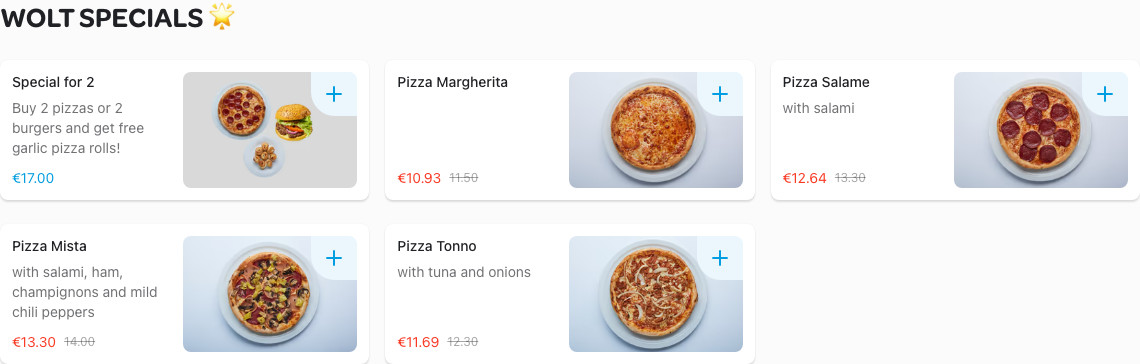 WOLT SPECIALS 🌟
Special for 2
Buy 2 pizzas or 2
burgers and get free
garlic pizza rolls!
€17.00
Pizza Margherita
€10.93 11.50
Pizza Salame
with salami
€12.64 13.30
Pizza Mista
with salami, ham,
champignons and mild
chili peppers
€13.30 14.00
Pizza Tonno
with tuna and onions
€11.69 12.30